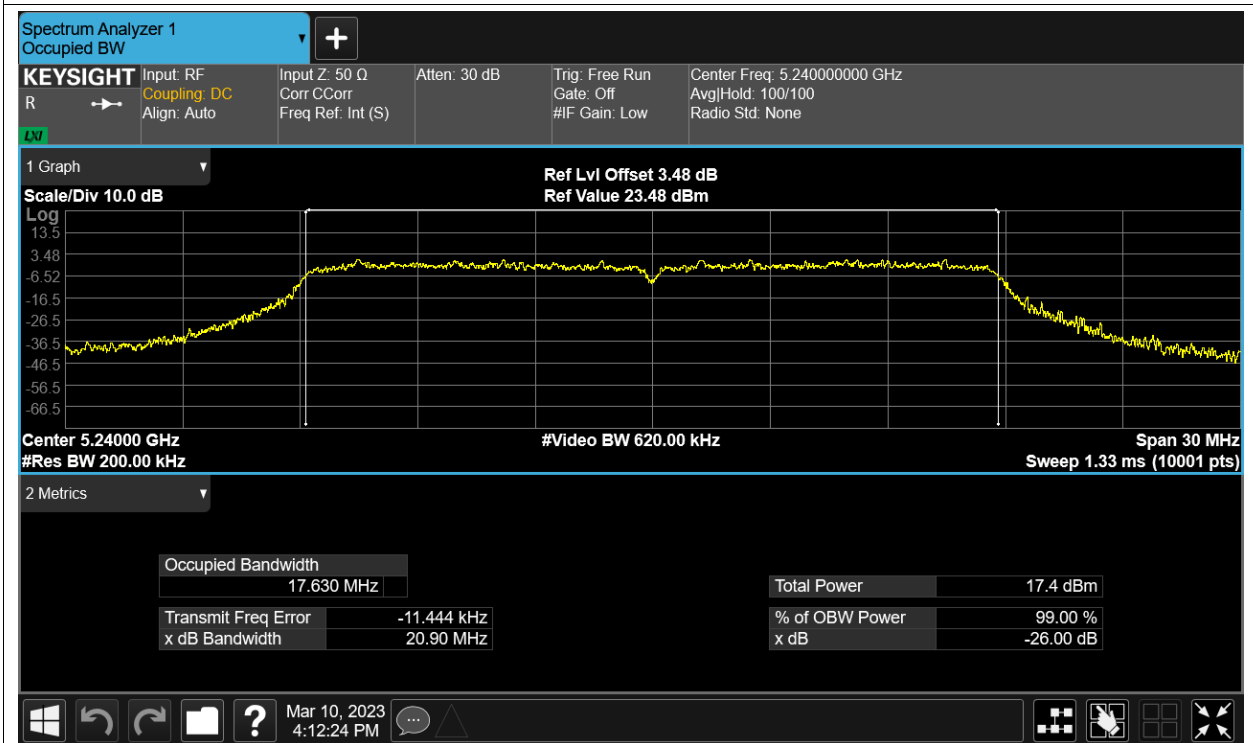 Spectrum Analyzer 1
Occupied BW
KEYSIGHT
R
LXI
Input: RF
Coupling: DC
Align: Auto
Input Z: 50 Ω
Corr CCorr
Freq Ref: Int (S)
Atten: 30 dB
Trig: Free Run
Gate: Off
#IF Gain: Low
Center Freq: 5.240000000 GHz
Avg|Hold: 100/100
Radio Std: None
1 Graph
Scale/Div 10.0 dB
Ref Lvl Offset 3.48 dB
Ref Value 23.48 dBm
Log
13.5
3.48
-6.52
-16.5
-26.5
-36.5
-46.5
-56.5
-66.5
Center 5.24000 GHz
#Video BW 620.00 kHz
Span 30 MHz
#Res BW 200.00 kHz
Sweep 1.33 ms (10001 pts)
2 Metrics
Occupied Bandwidth
17.630 MHz
Total Power 17.4 dBm
Transmit Freq Error -11.444 kHz
% of OBW Power 99.00 %
x dB Bandwidth 20.90 MHz
x dB -26.00 dB
?
Mar 10, 2023
4:12:24 PM